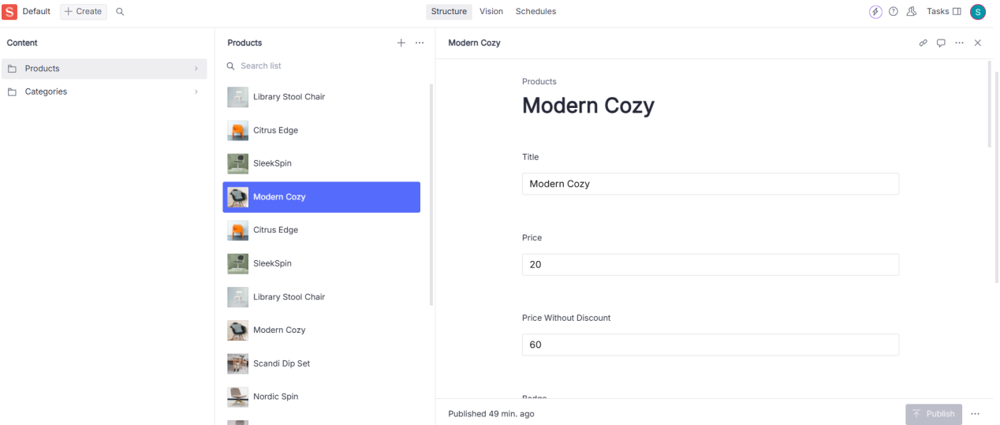 S Default + Create Structure Vision Schedules Tasks S
Content
Products
Categories
Products
Search list
Library Stool Chair
Citrus Edge
SleekSpin
Modern Cozy
Citrus Edge
SleekSpin
Library Stool Chair
Modern Cozy
Scandi Dip Set
Nordic Spin
Modern Cozy
Products
Modern Cozy
Title
Modern Cozy
Price
20
Price Without Discount
60
Badge
Published 49 min. ago Publish